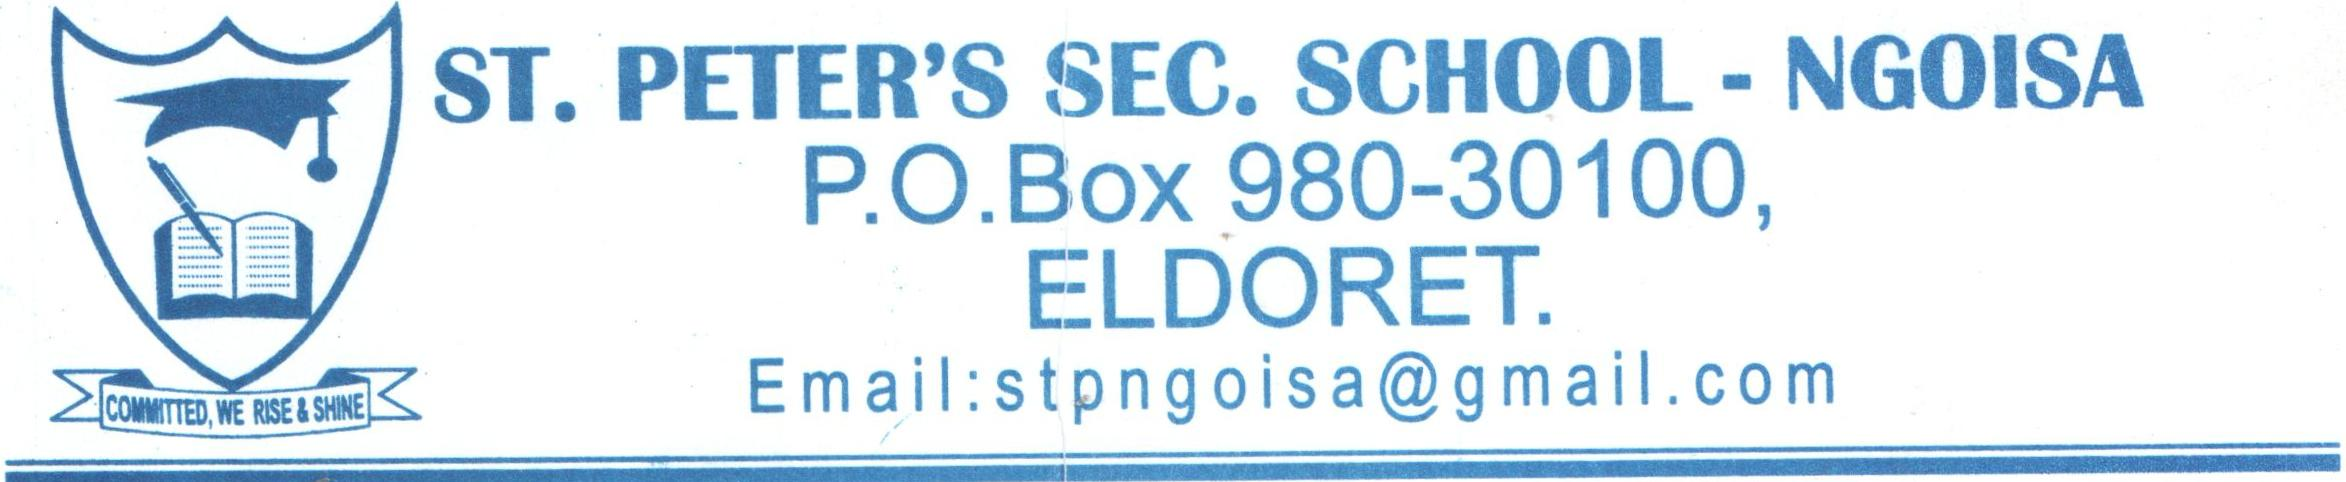 ST. PETER'S SEC. SCHOOL - NGOISA
P.O.Box 980-30100,
ELDORET.
Email:stpngoisa@gmail.com
COMMITTED, WE RISE & SHINE